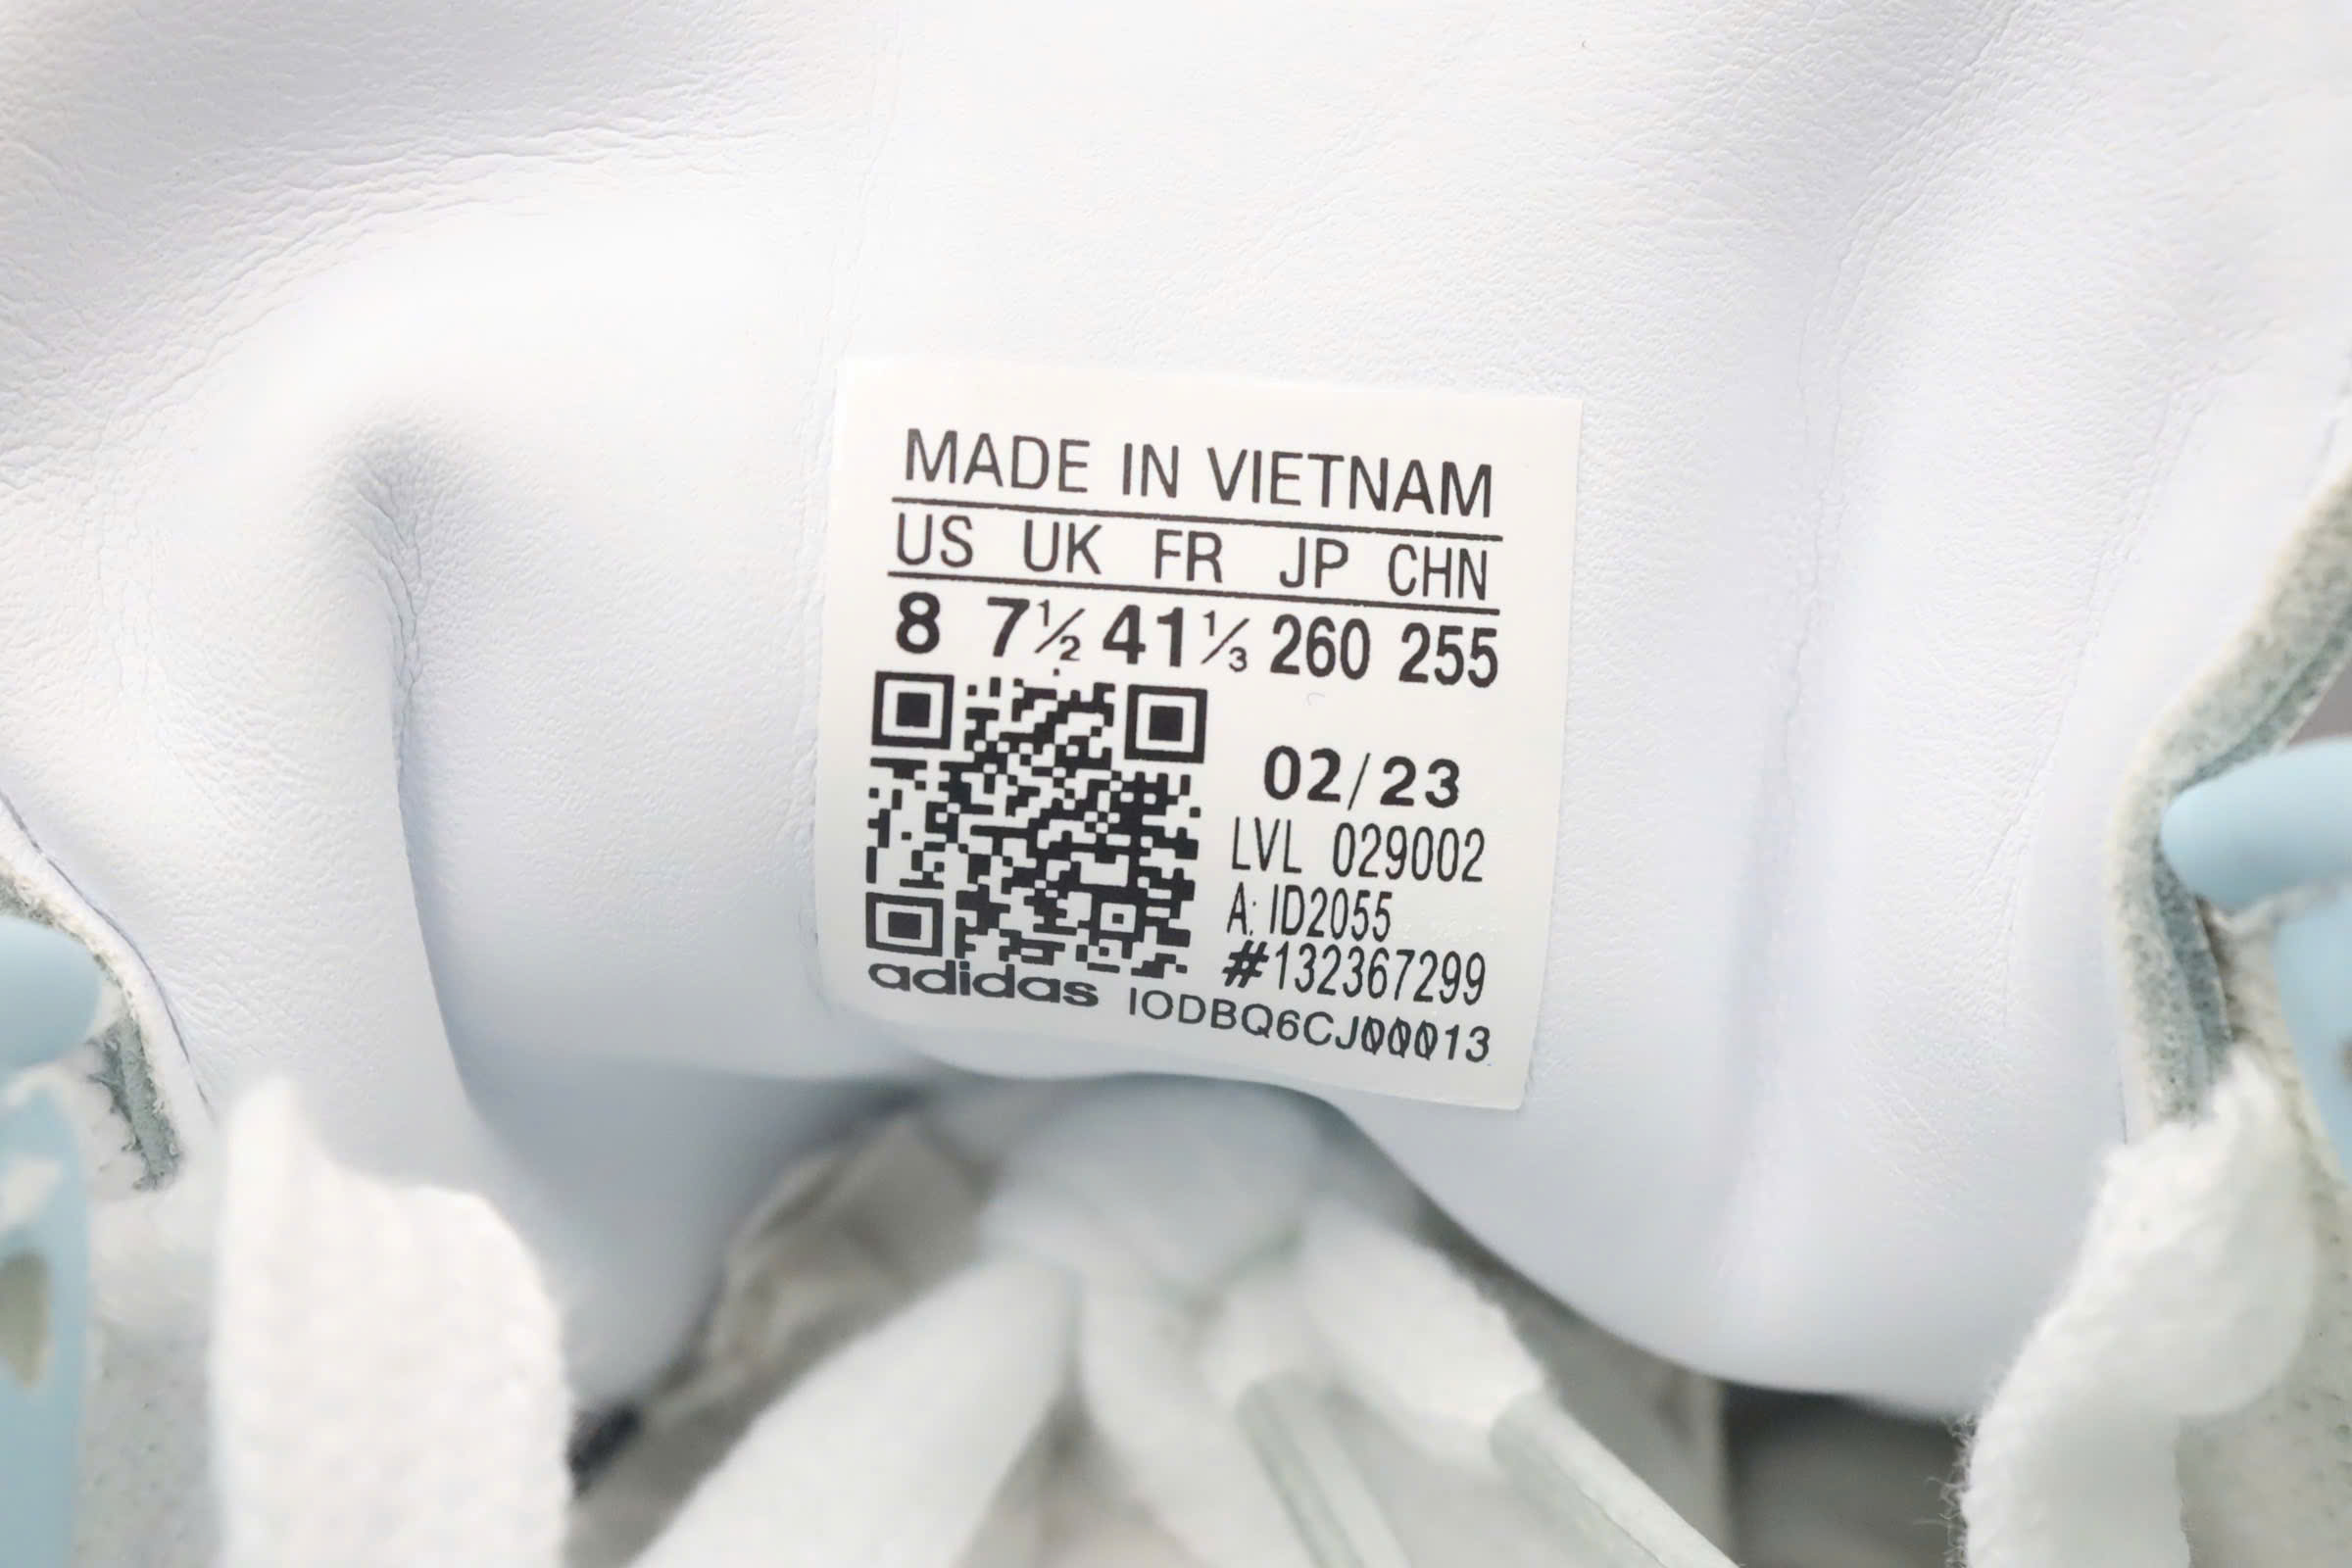 MADE IN VIETNAM
US UK FR JP CHN
8 7½ 41⅓ 260 255
02/23
LVL 029002
A: ID2055
#132367299
adidas IODBQ6CJ00013